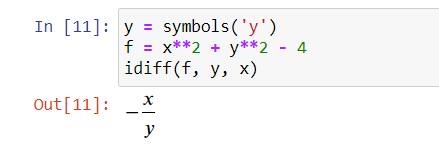 In [11]: y = symbols('y')
f = x**2 + y**2 - 4
idiff(f, y, x)
Out[11]: −x/y